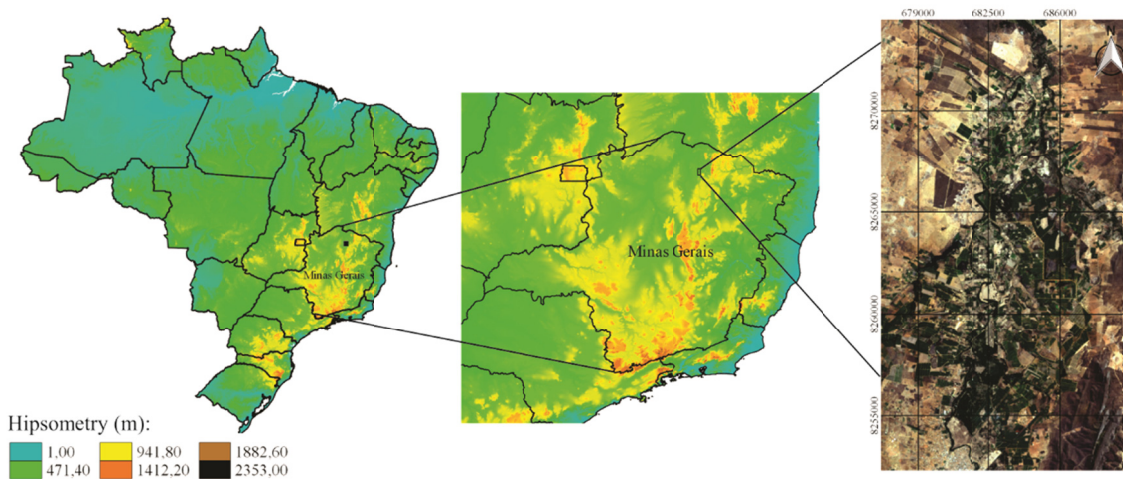 679000 682500 686000
N
8270000
8265000
8260000
8255000
Minas Gerais
Minas Gerais
Hipsometry (m):
1,00 941,80 1882,60
471,40 1412,20 2353,00